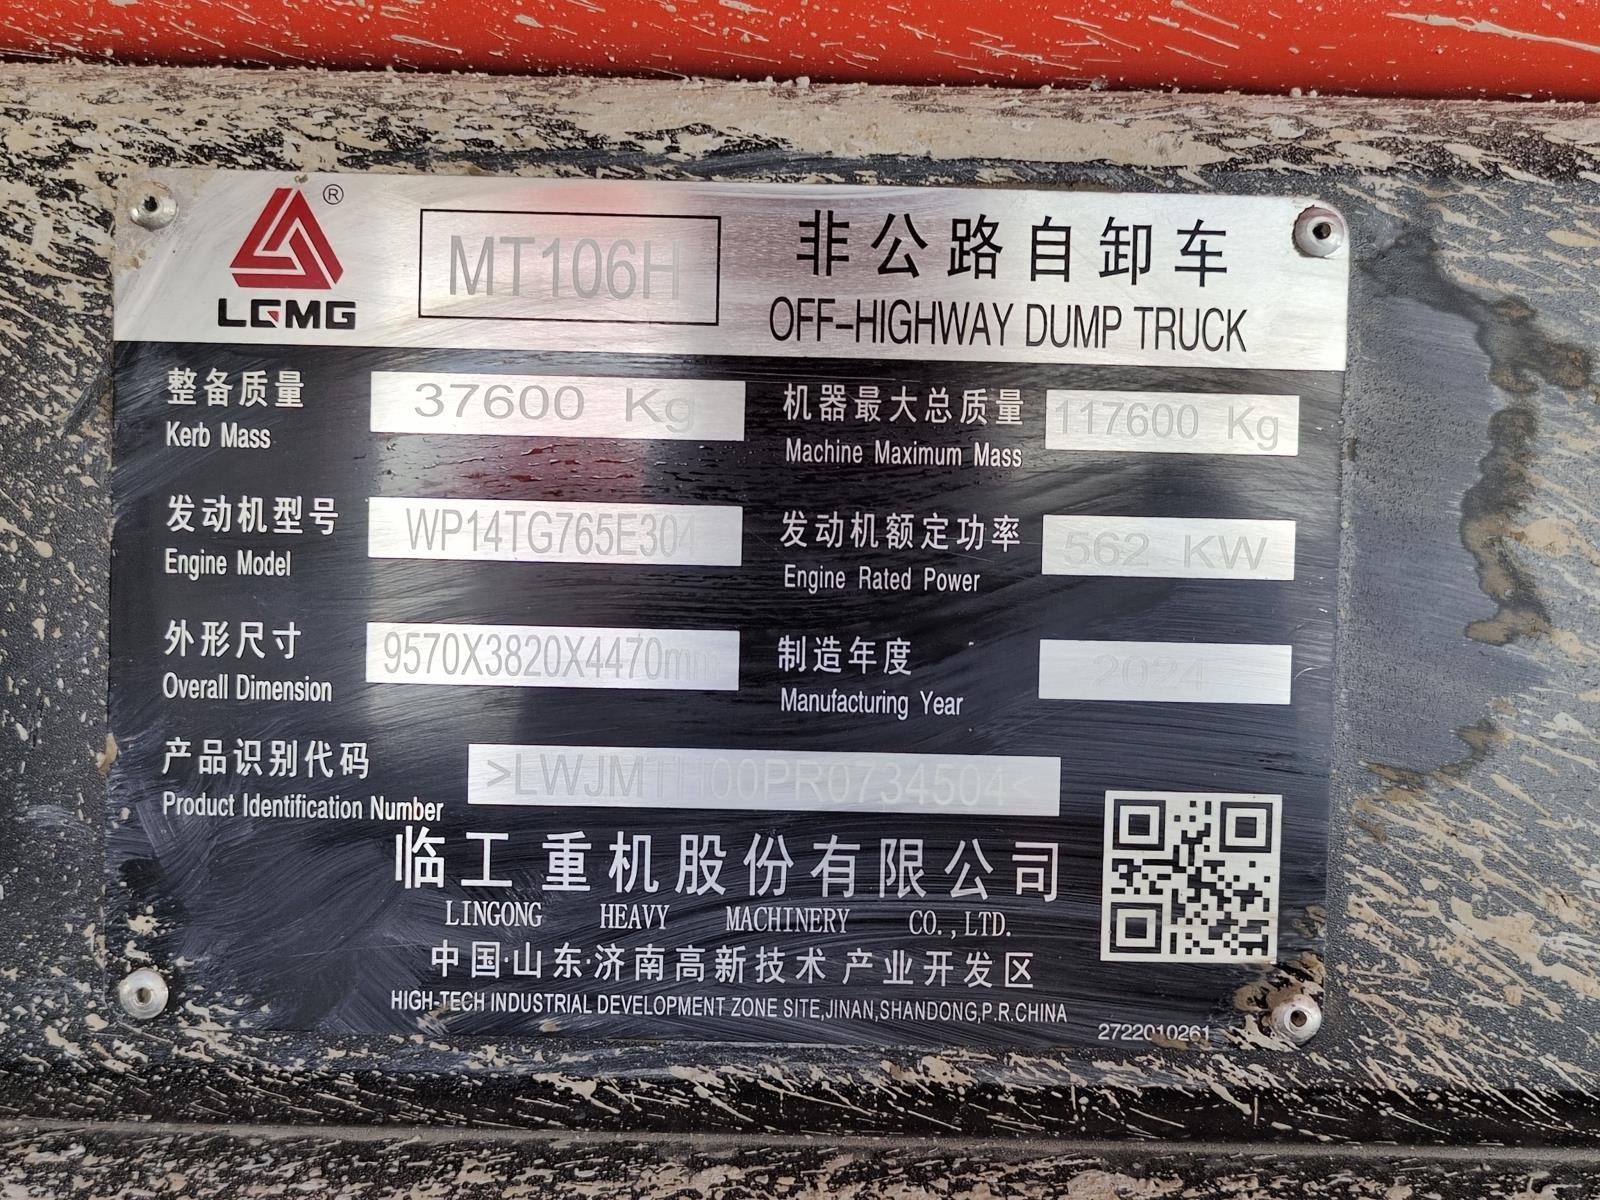 ®
LGMG
MT106H
非公路自卸车
OFF-HIGHWAY DUMP TRUCK
整备质量
Kerb Mass
37600 Kg
机器最大总质量
Machine Maximum Mass
117600 Kg
发动机型号
Engine Model
WP14TG765E304
发动机额定功率
Engine Rated Power
562 KW
外形尺寸
Overall Dimension
9570X3820X4470mm
制造年度
Manufacturing Year
2024
产品识别代码
Product Identification Number
临工重机股份有限公司
LINGONG HEAVY MACHINERY CO.,LTD.
中国·山东·济南高新技术产业开发区
HIGH-TECH INDUSTRIAL DEVELOPMENT ZONE SITE,JINAN,SHANDONG,P.R.CHINA
2722010261